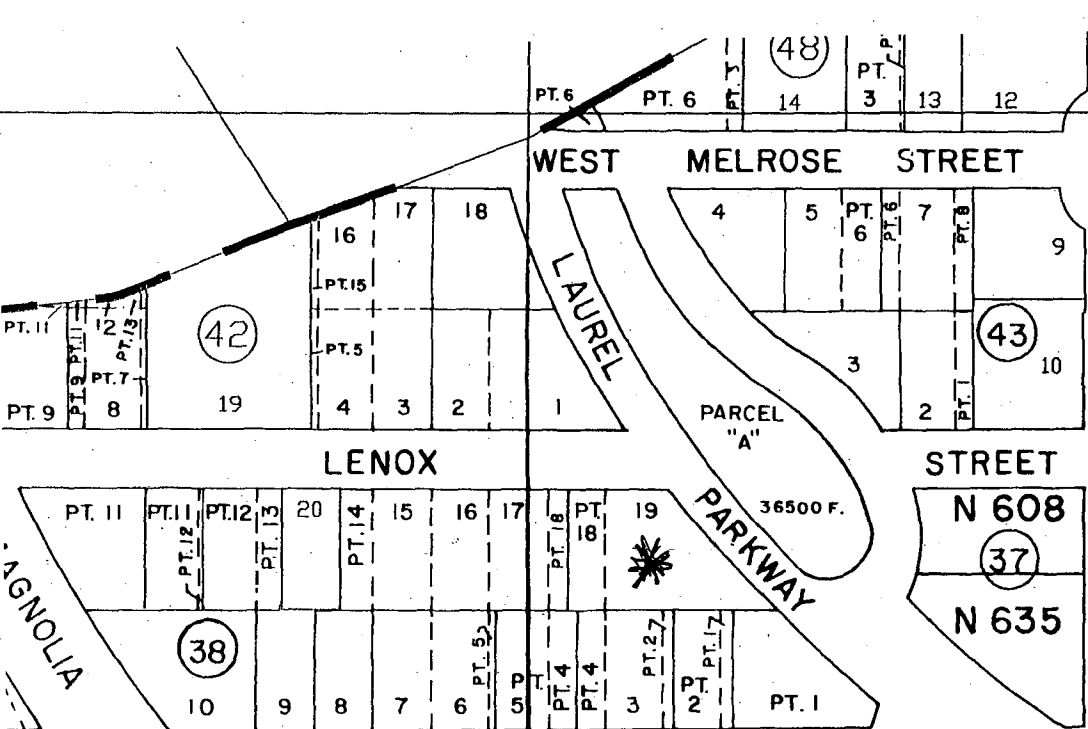 48
PT. 6
PT. 6
PT. 3
14
PT. 3
P
13
12
WEST MELROSE STREET
17
18
16
4
5
PT. 6
PT. 6
7
PT. 8
9
LAUREL
PT. 15
PT. 11
PT. 11
12
PT. 13
42
PT. 5
43
3
10
PT. 7
PT. 9
PT. 9
8
19
4
3
2
1
PARCEL
"A"
2
PT. 1
LENOX STREET
PT. 11
PT. 11
PT. 12
PT. 12
PT. 13
20
PT. 14
15
16
17
PT. 18
PT. 18
19
PARKWAY
36500 F.
N 608
37
N 635
AGNOLIA
38
10
9
8
7
6
PT. 5
PT. 5
PT. 4
PT. 4
3
PT. 2
PT. 2
PT. 1
PT. 1